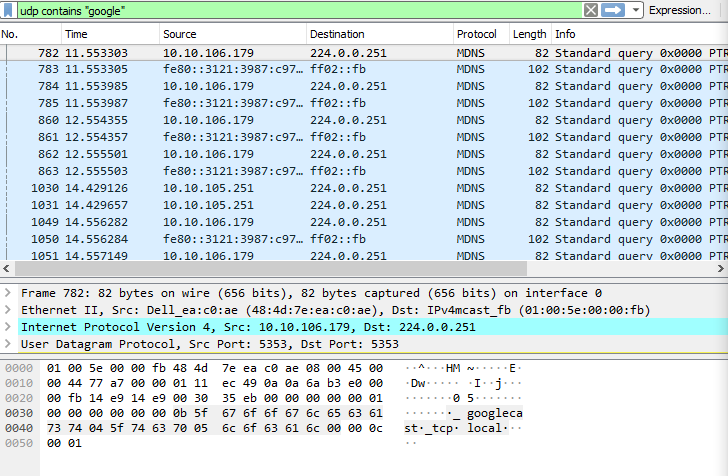 udp contains "google" Expression…
No. Time Source Destination Protocol Length Info
782 11.553303 10.10.106.179 224.0.0.251 MDNS 82 Standard query 0x0000 PTR
783 11.553305 fe80::3121:3987:c97… ff02::fb MDNS 102 Standard query 0x0000 PTR
784 11.553985 10.10.106.179 224.0.0.251 MDNS 82 Standard query 0x0000 PTR
785 11.553987 fe80::3121:3987:c97… ff02::fb MDNS 102 Standard query 0x0000 PTR
860 12.554355 10.10.106.179 224.0.0.251 MDNS 82 Standard query 0x0000 PTR
861 12.554357 fe80::3121:3987:c97… ff02::fb MDNS 102 Standard query 0x0000 PTR
862 12.555501 10.10.106.179 224.0.0.251 MDNS 82 Standard query 0x0000 PTR
863 12.555503 fe80::3121:3987:c97… ff02::fb MDNS 102 Standard query 0x0000 PTR
1030 14.429126 10.10.105.251 224.0.0.251 MDNS 82 Standard query 0x0000 PTR
1031 14.429657 10.10.105.251 224.0.0.251 MDNS 82 Standard query 0x0000 PTR
1049 14.556282 10.10.106.179 224.0.0.251 MDNS 82 Standard query 0x0000 PTR
1050 14.556284 fe80::3121:3987:c97… ff02::fb MDNS 102 Standard query 0x0000 PTR
1051 14.557149 10.10.106.179 224.0.0.251 MDNS 82 Standard query 0x0000 PTR
Frame 782: 82 bytes on wire (656 bits), 82 bytes captured (656 bits) on interface 0
Ethernet II, Src: Dell_ea:c0:ae (48:4d:7e:ea:c0:ae), Dst: IPv4mcast_fb (01:00:5e:00:00:fb)
Internet Protocol Version 4, Src: 10.10.106.179, Dst: 224.0.0.251
User Datagram Protocol, Src Port: 5353, Dst Port: 5353
0000 01 00 5e 00 00 fb 48 4d 7e ea c0 ae 08 00 45 00 ··^···HM ~·····E·
0010 00 44 77 a7 00 00 01 11 ec 49 0a 0a 6a b3 e0 00 ·Dw····· ·I··j···
0020 00 fb 14 e9 14 e9 00 30 35 eb 00 00 00 00 00 01 ·······0 5·······
0030 00 00 00 00 00 00 0b 5f 67 6f 6f 67 6c 65 63 61 ·······_ googleca
0040 73 74 04 5f 74 63 70 05 6c 6f 63 61 6c 00 00 0c st·_tcp· local···
0050 00 01 ··